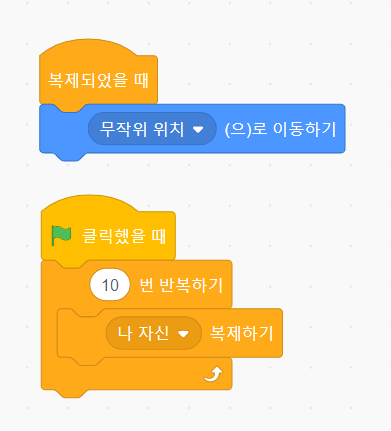 복제되었을 때
무작위 위치 (으)로 이동하기
클릭했을 때
10 번 반복하기
나 자신 복제하기